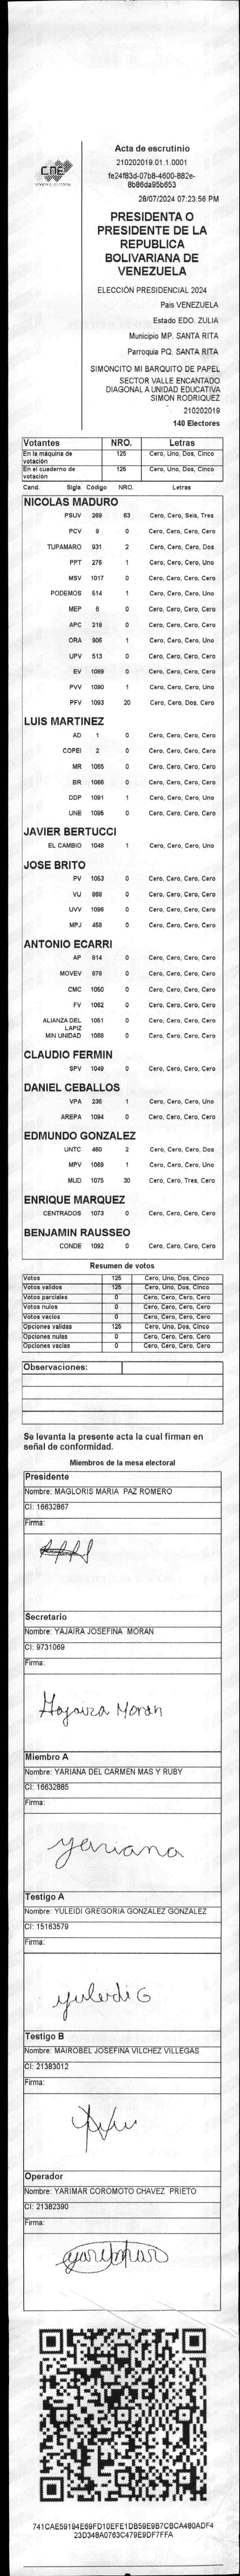 CNE
Acta de escrutinio
210202019.01.1.0001
fe24f83d-07b8-4600-882e-
8b86da95b653
28/07/2024 07:23:56 PM
PRESIDENTA O
PRESIDENTE DE LA
REPUBLICA
BOLIVARIANA DE
VENEZUELA
ELECCIÓN PRESIDENCIAL 2024
Pais VENEZUELA
Estado EDO. ZULIA
Municipio MP. SANTA RITA
Parroquia PQ. SANTA RITA
SIMONCITO MI BARQUITO DE PAPEL
SECTOR VALLE ENCANTADO
DIAGONAL A UNIDAD EDUCATIVA
SIMON RODRIQUEZ
210202019
140 Electores
Votantes NRO. Letras
En la máquina de votación 125 Cero, Uno, Dos, Cinco
En el cuaderno de votación 125 Cero, Uno, Dos, Cinco
Cand. Sigla Código NRO. Letras
NICOLAS MADURO
PSUV 269 63 Cero, Cero, Seis, Tres
PCV 9 0 Cero, Cero, Cero, Cero
TUPAMARO 931 2 Cero, Cero, Cero, Dos
PPT 276 1 Cero, Cero, Cero, Uno
MSV 1017 0 Cero, Cero, Cero, Cero
PODEMOS 514 1 Cero, Cero, Cero, Uno
MEP 6 0 Cero, Cero, Cero, Cero
APC 219 0 Cero, Cero, Cero, Cero
ORA 906 1 Cero, Cero, Cero, Uno
UPV 513 0 Cero, Cero, Cero, Cero
EV 1089 0 Cero, Cero, Cero, Cero
PVV 1090 1 Cero, Cero, Cero, Uno
PFV 1093 20 Cero, Cero, Dos, Cero
LUIS MARTINEZ
AD 1 0 Cero, Cero, Cero, Cero
COPEI 2 0 Cero, Cero, Cero, Cero
MR 1065 0 Cero, Cero, Cero, Cero
BR 1066 0 Cero, Cero, Cero, Cero
DDP 1091 1 Cero, Cero, Cero, Uno
UNE 1095 0 Cero, Cero, Cero, Cero
JAVIER BERTUCCI
EL CAMBIO 1048 1 Cero, Cero, Cero, Uno
JOSE BRITO
PV 1053 0 Cero, Cero, Cero, Cero
VU 868 0 Cero, Cero, Cero, Cero
UVV 1096 0 Cero, Cero, Cero, Cero
MPJ 458 0 Cero, Cero, Cero, Cero
ANTONIO ECARRI
AP 814 0 Cero, Cero, Cero, Cero
MOVEV 878 0 Cero, Cero, Cero, Cero
CMC 1050 0 Cero, Cero, Cero, Cero
FV 1062 0 Cero, Cero, Cero, Cero
ALIANZA DEL LAPIZ 1051 0 Cero, Cero, Cero, Cero
MIN UNIDAD 1058 0 Cero, Cero, Cero, Cero
CLAUDIO FERMIN
SPV 1049 0 Cero, Cero, Cero, Cero
DANIEL CEBALLOS
VPA 236 1 Cero, Cero, Cero, Uno
AREPA 1094 0 Cero, Cero, Cero, Cero
EDMUNDO GONZALEZ
UNTC 460 2 Cero, Cero, Cero, Dos
MPV 1069 1 Cero, Cero, Cero, Uno
MUD 1075 30 Cero, Cero, Tres, Cero
ENRIQUE MARQUEZ
CENTRADOS 1073 0 Cero, Cero, Cero, Cero
BENJAMIN RAUSSEO
CONDE 1092 0 Cero, Cero, Cero, Cero
Resumen de votos
Votos 125 Cero, Uno, Dos, Cinco
Votos validos 125 Cero, Uno, Dos, Cinco
Votos parciales 0 Cero, Cero, Cero, Cero
Votos nulos 0 Cero, Cero, Cero, Cero
Votos vacios 0 Cero, Cero, Cero, Cero
Opciones validas 125 Cero, Uno, Dos, Cinco
Opciones nulas 0 Cero, Cero, Cero, Cero
Opciones vacias 0 Cero, Cero, Cero, Cero
Observaciones:
Se levanta la presente acta la cual firman en
señal de conformidad.
Miembros de la mesa electoral
Presidente
Nombre: MAGLORIS MARIA PAZ ROMERO
CI: 16632867
Firma:
Secretario
Nombre: YAJAIRA JOSEFINA MORAN
CI: 9731069
Firma:
Moran
Miembro A
Nombre: YARIANA DEL CARMEN MAS Y RUBY
CI: 16632885
Firma:
yariana
Testigo A
Nombre: YULEIDI GREGORIA GONZALEZ GONZALEZ
CI: 15163579
Firma:
yuleidi G
Testigo B
Nombre: MAIROBEL JOSEFINA VILCHEZ VILLEGAS
CI: 21383012
Firma:
Operador
Nombre: YARIMAR COROMOTO CHAVEZ PRIETO
CI: 21382390
Firma:
741CAE59194E69FD10EFE1DB59E9B7CBCA480ADF4
23D348A0763C479E9DF7FFA